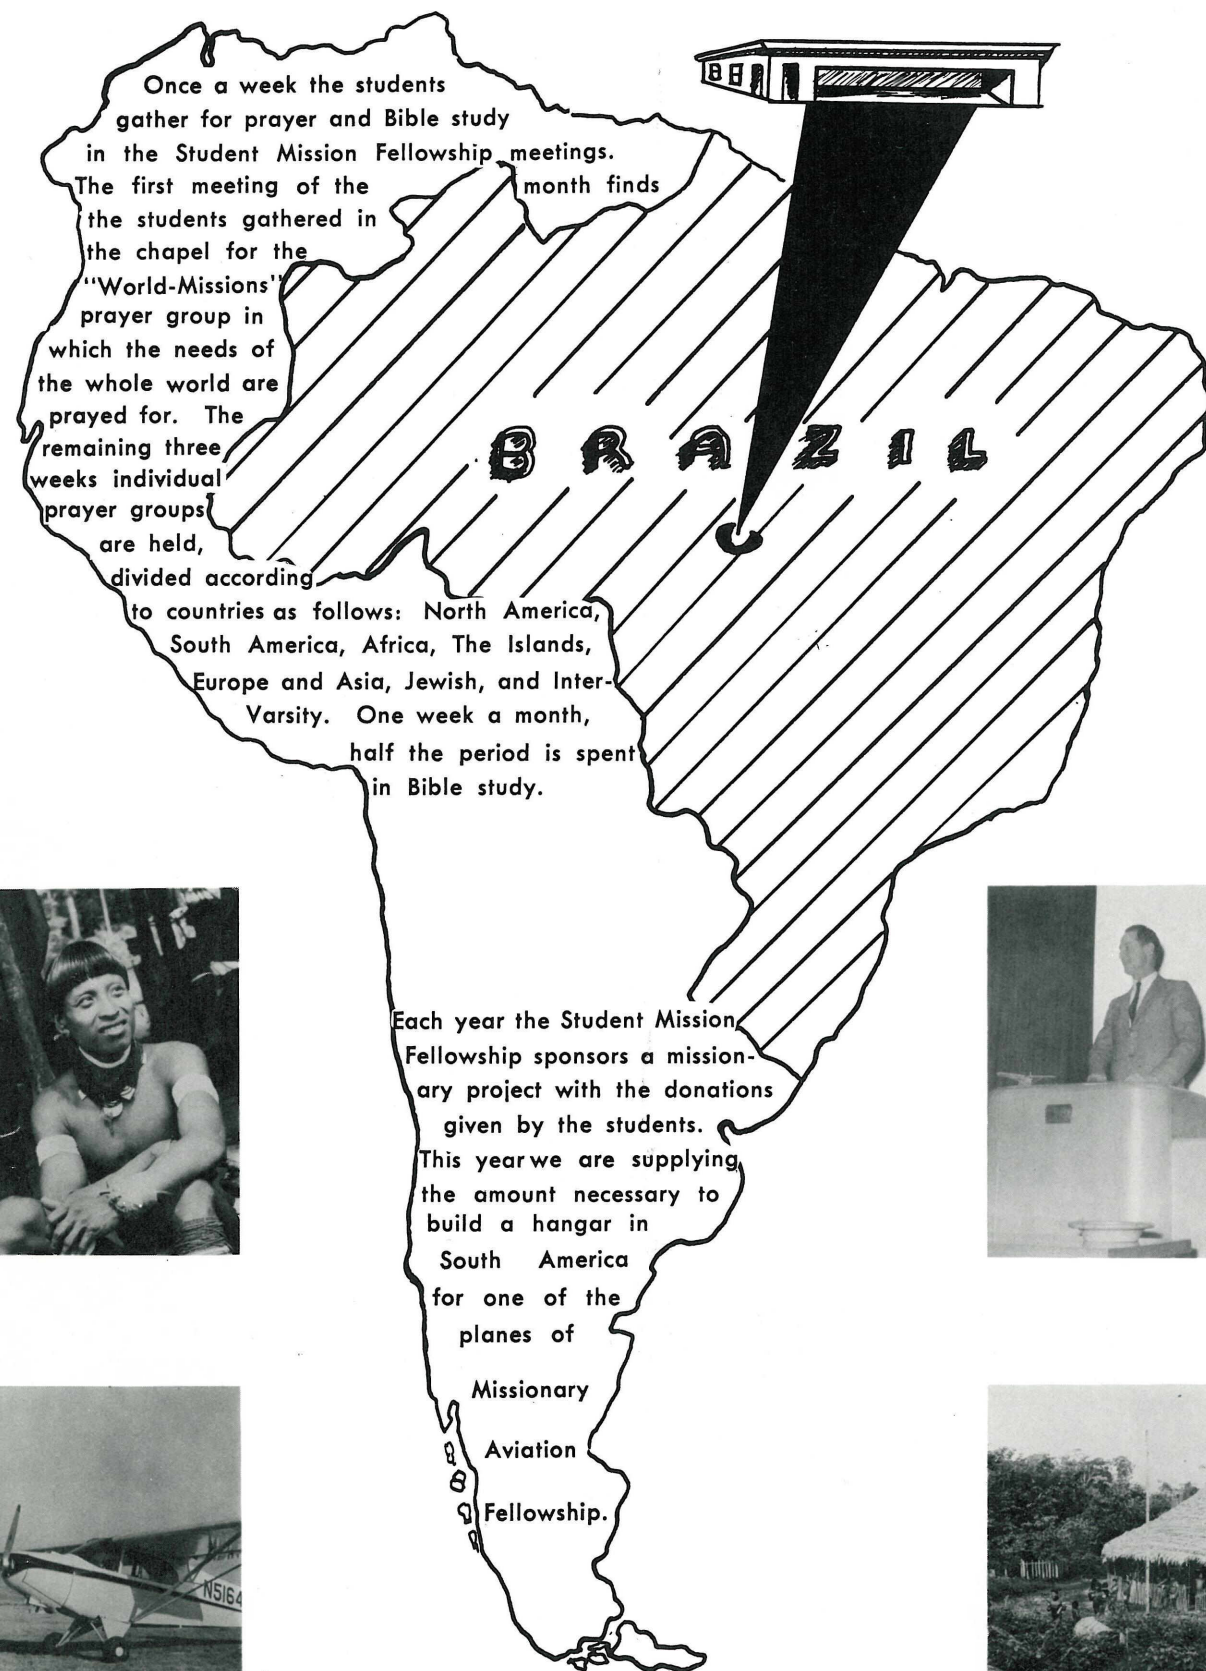 Once a week the students
gather for prayer and Bible study
in the Student Mission Fellowship meetings.
The first meeting of the month finds
the students gathered in
the chapel for the
"World-Missions"
prayer group in
which the needs of
the whole world are
prayed for. The
remaining three
weeks individual
prayer groups
are held,
divided according
to countries as follows: North America,
South America, Africa, The Islands,
Europe and Asia, Jewish, and Inter-
Varsity. One week a month,
half the period is spent
in Bible study.
BRAZIL
Each year the Student Mission
Fellowship sponsors a mission-
ary project with the donations
given by the students.
This year we are supplying
the amount necessary to
build a hangar in
South America
for one of the
planes of
Missionary
Aviation
Fellowship.
N5164